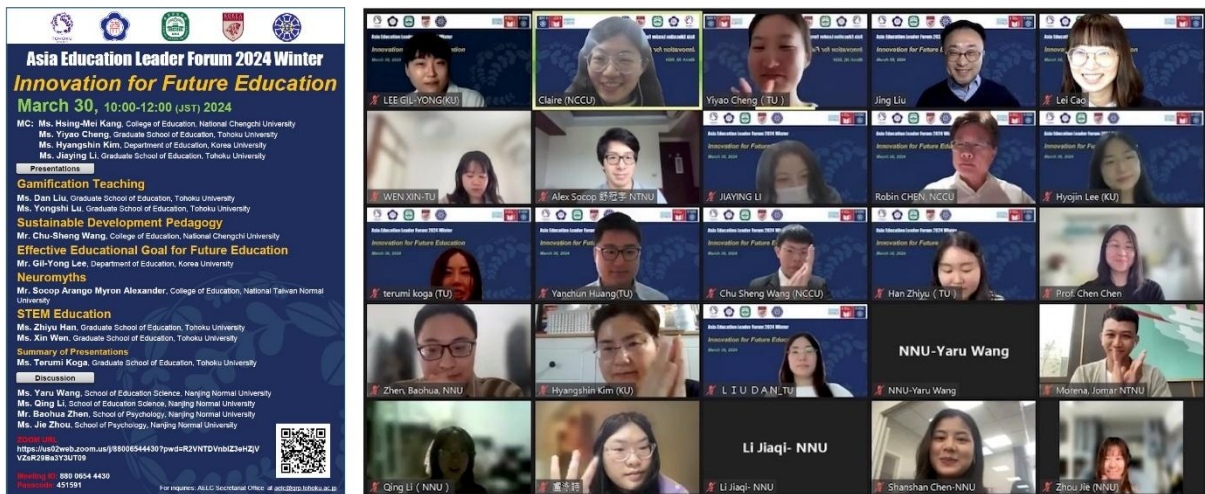 Asia Education Leader Forum 2024 Winter
Innovation for Future Education
March 30, 10:00-12:00 (JST) 2024
MC: Ms. Hsing-Mei Kang, College of Education, National Chengchi University
Ms. Yiyao Cheng, Graduate School of Education, Tohoku University
Ms. Hyangshin Kim, Department of Education, Korea University
Ms. Jiaying Li, Graduate School of Education, Tohoku University
Presentations
Gamification Teaching
Ms. Dan Liu, Graduate School of Education, Tohoku University
Ms. Yongshi Lu, Graduate School of Education, Tohoku University
Sustainable Development Pedagogy
Mr. Chu-Sheng Wang, College of Education, National Chengchi University
Effective Educational Goal for Future Education
Mr. Gil-Yong Lee, Department of Education, Korea University
Neuromyths
Mr. Socop Arango Myron Alexander, College of Education, National Taiwan Normal
University
STEM Education
Ms. Zhiyu Han, Graduate School of Education, Tohoku University
Ms. Xin Wen, Graduate School of Education, Tohoku University
Summary of Presentations
Ms. Terumi Koga, Graduate School of Education, Tohoku University
Discussion
Ms. Yaru Wang, School of Education Science, Nanjing Normal University
Ms. Qing Li, School of Education Science, Nanjing Normal University
Mr. Baohua Zhen, School of Psychology, Nanjing Normal University
Ms. Jie Zhou, School of Psychology, Nanjing Normal University
ZOOM URL
Meeting ID: 880 0654 4430
Passcode: 451591
For inquiries: AELC Secretariat Office at
LEE GIL-YONG(KU)
Claire (NCCU)
Yiyao Cheng ( TU )
Jing Liu
Lei Cao
WEN XIN-TU
Alex Socop 舒冠宇 NTNU
JIAYING LI
Robin CHEN, NCCU
Hyojin Lee (KU)
terumi koga (TU)
Yanchun Huang(TU)
Chu Sheng Wang (NCCU)
Han Zhiyu ( TU )
Prof. Chen Chen
Zhen, Baohua, NNU
Hyangshin Kim (KU)
L I U D A N_TU
NNU-Yaru Wang
NNU-Yaru Wang
Morena, Jomar NTNU
Qing Li ( NNU )
Li Jiaqi- NNU
Li Jiaqi- NNU
Shanshan Chen-NNU
Zhou Jie (NNU)